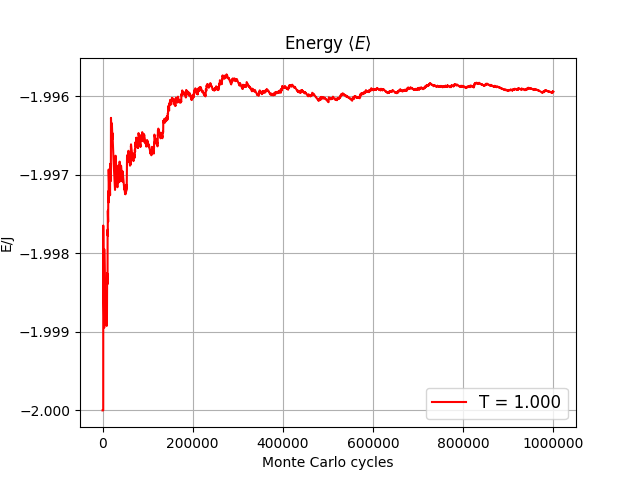 Energy ⟨E⟩
E/J
−1.996
−1.997
−1.998
−1.999
−2.000
0 200000 400000 600000 800000 1000000
Monte Carlo cycles
T = 1.000